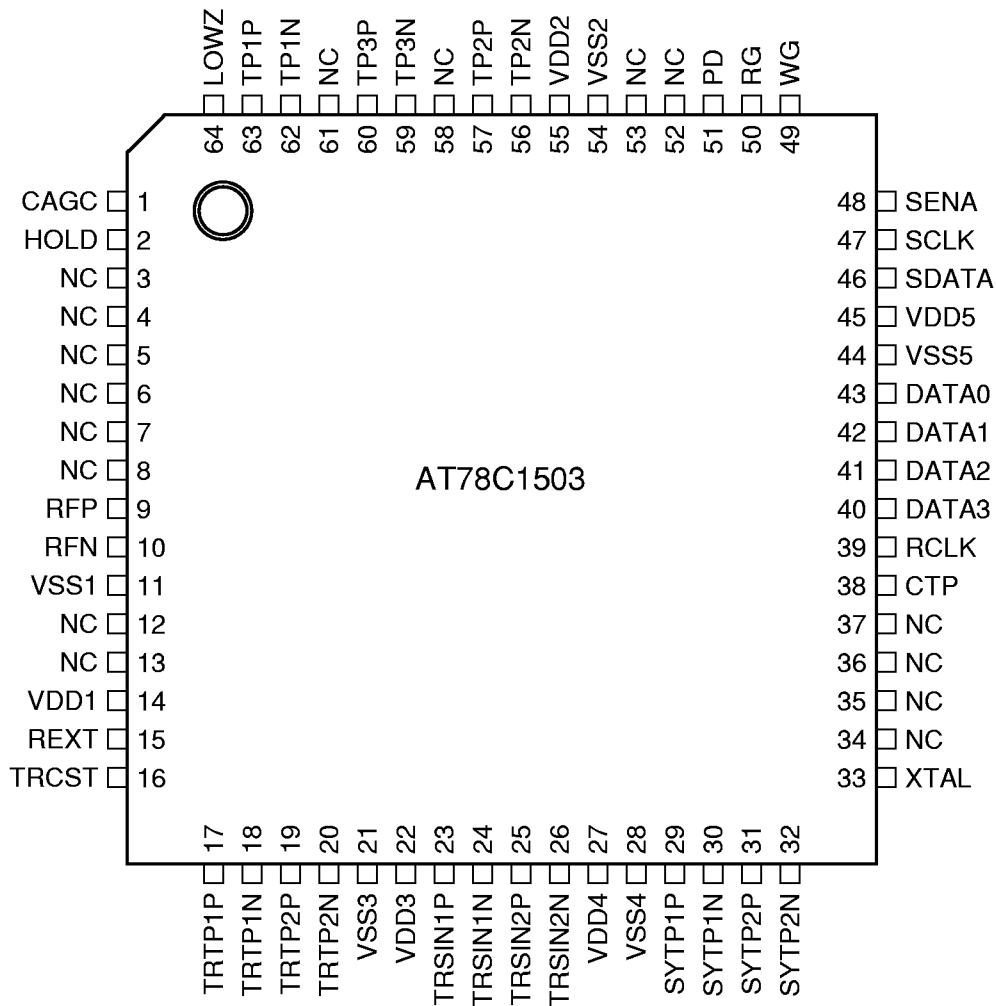 LOWZ
TP1P
TP1N
NC
TP3P
TP3N
NC
TP2P
TP2N
VDD2
VSS2
NC
NC
PD
RG
WG
64
63
62
61
60
59
58
57
56
55
54
53
52
51
50
49
CAGC 1
HOLD 2
NC 3
NC 4
NC 5
NC 6
NC 7
NC 8
RFP 9
RFN 10
VSS1 11
NC 12
NC 13
VDD1 14
REXT 15
TRCST 16
AT78C1503
48 SENA
47 SCLK
46 SDATA
45 VDD5
44 VSS5
43 DATA0
42 DATA1
41 DATA2
40 DATA3
39 RCLK
38 CTP
37 NC
36 NC
35 NC
34 NC
33 XTAL
17
18
19
20
21
22
23
24
25
26
27
28
29
30
31
32
TRTP1P
TRTP1N
TRTP2P
TRTP2N
VSS3
VDD3
TRSIN1P
TRSIN1N
TRSIN2P
TRSIN2N
VDD4
VSS4
SYTP1P
SYTP1N
SYTP2P
SYTP2N